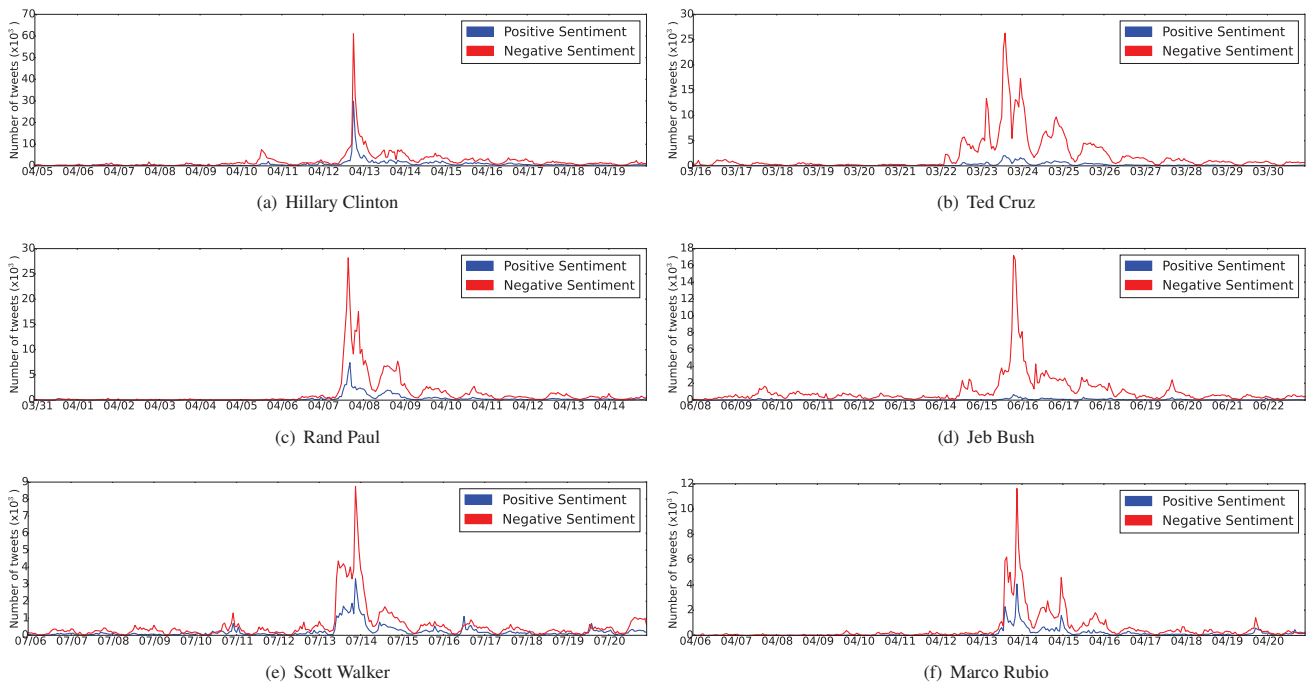 70
60
50
40
30
20
10
0
Number of tweets (x10³)
Positive Sentiment
Negative Sentiment
04/05 04/06 04/07 04/08 04/09 04/10 04/11 04/12 04/13 04/14 04/15 04/16 04/17 04/18 04/19
(a) Hillary Clinton
30
25
20
15
10
5
0
Number of tweets (x10³)
Positive Sentiment
Negative Sentiment
03/16 03/17 03/18 03/19 03/20 03/21 03/22 03/23 03/24 03/25 03/26 03/27 03/28 03/29 03/30
(b) Ted Cruz
30
25
20
15
10
5
0
Number of tweets (x10³)
Positive Sentiment
Negative Sentiment
03/31 04/01 04/02 04/03 04/04 04/05 04/06 04/07 04/08 04/09 04/10 04/11 04/12 04/13 04/14
(c) Rand Paul
18
16
14
12
10
8
6
4
2
0
Number of tweets (x10³)
Positive Sentiment
Negative Sentiment
06/08 06/09 06/10 06/11 06/12 06/13 06/14 06/15 06/16 06/17 06/18 06/19 06/20 06/21 06/22
(d) Jeb Bush
9
8
7
6
5
4
3
2
1
0
Number of tweets (x10³)
Positive Sentiment
Negative Sentiment
07/06 07/07 07/08 07/09 07/10 07/11 07/12 07/13 07/14 07/15 07/16 07/17 07/18 07/19 07/20
(e) Scott Walker
12
10
8
6
4
2
0
Number of tweets (x10³)
Positive Sentiment
Negative Sentiment
04/06 04/07 04/08 04/09 04/10 04/11 04/12 04/13 04/14 04/15 04/16 04/17 04/18 04/19 04/20
(f) Marco Rubio